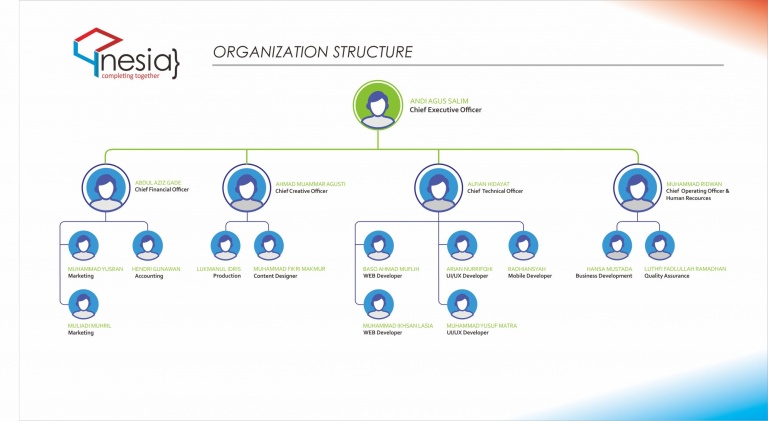 nesia}
completing together
ORGANIZATION STRUCTURE
ANDI AGUS SALIM
Chief Executive Officer
ABDUL AZIZ GADE
Chief Financial Officer
AHMAD MUAMMAR AGUSTI
Chief Creative Officer
ALFIAN HIDAYAT
Chief Technical Officer
MUHAMMAD RIDWAN
Chief Operating Officer &
Human Recources
MUHAMMAD YUSRAN
Marketing
HENDRI GUNAWAN
Accounting
LUKMANUL IDRIS
Production
MUHAMMAD FIKRI MAKMUR
Content Designer
BASO AHMAD MUFLIH
WEB Developer
ARIAN NURRIFQHI
UI/UX Developer
RADHIANSYAH
Mobile Developer
HANSA MUSTADA
Business Development
LUTHFI FADLULLAH RAMADHAN
Quality Assurance
MULIADI MUHRIL
Marketing
MUHAMMAD IKHSAN LASIA
WEB Developer
MUHAMMAD YUSUF MATRA
UI/UX Developer